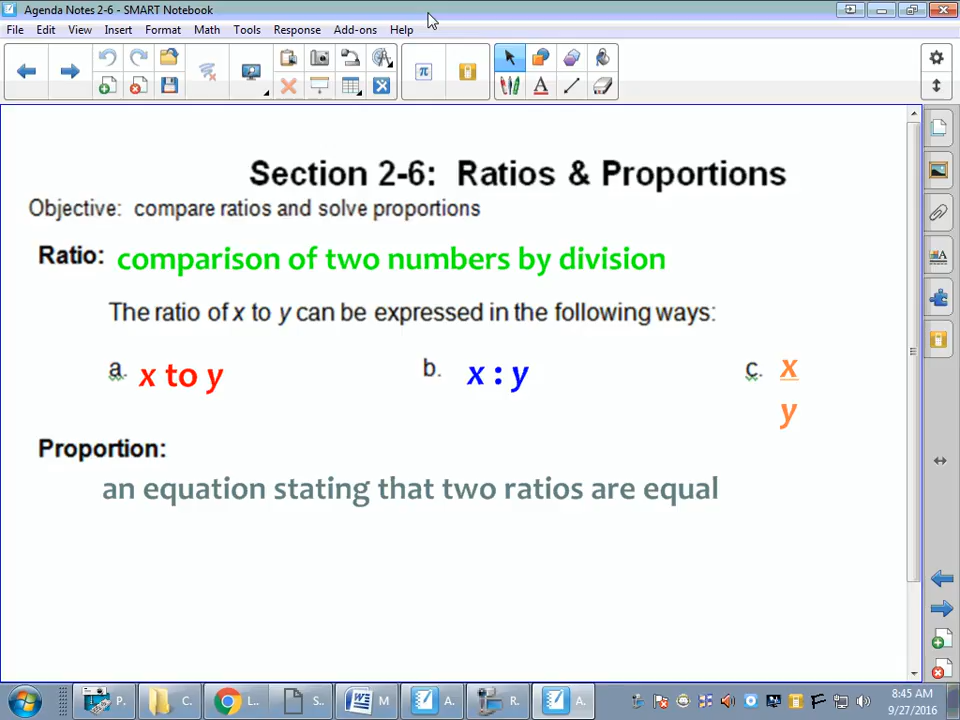 Agenda Notes 2-6 - SMART Notebook
File Edit View Insert Format Math Tools Response Add-ons Help
π
A
Section 2-6: Ratios & Proportions
Objective: compare ratios and solve proportions
Ratio: comparison of two numbers by division
The ratio of x to y can be expressed in the following ways:
a. x to y b. x : y c. x
y
Proportion:
an equation stating that two ratios are equal
P. C. L.. S.. M A. R. A.
8:45 AM
9/27/2016